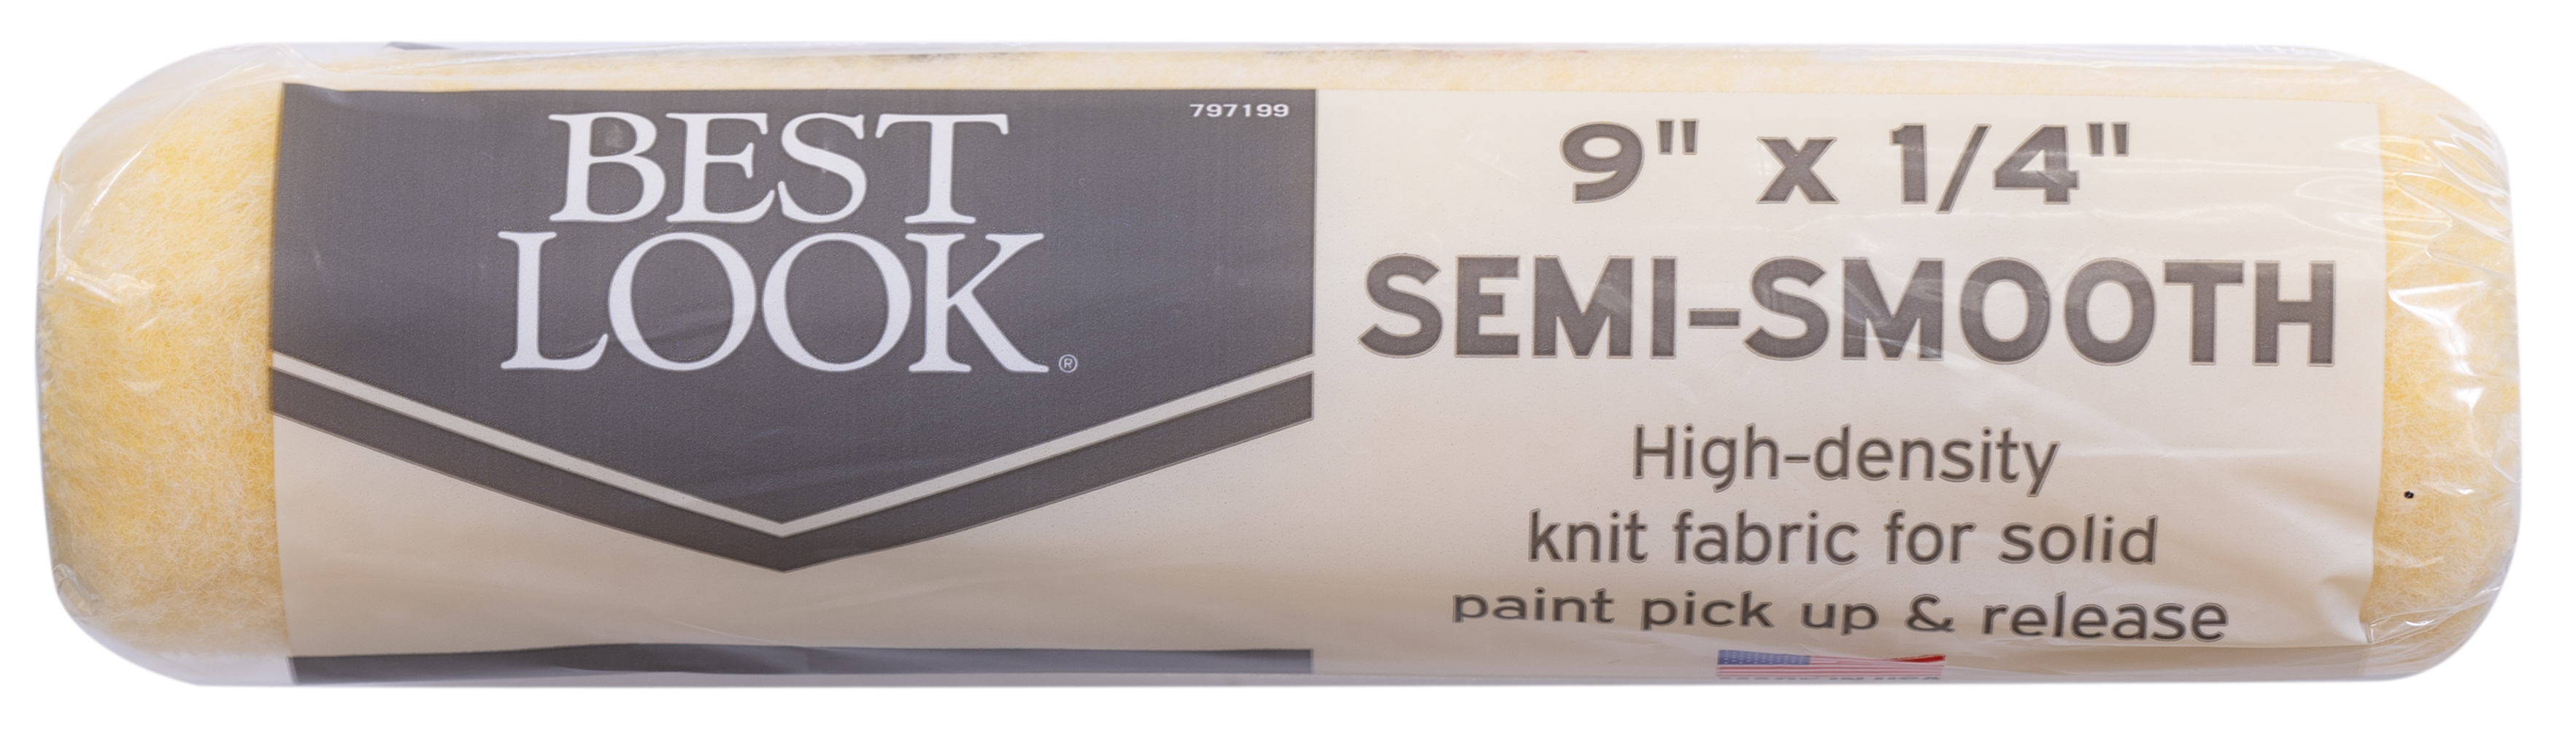 797199
BEST
LOOK®
9" x 1/4"
SEMI-SMOOTH
High-density
knit fabric for solid
paint pick up & release